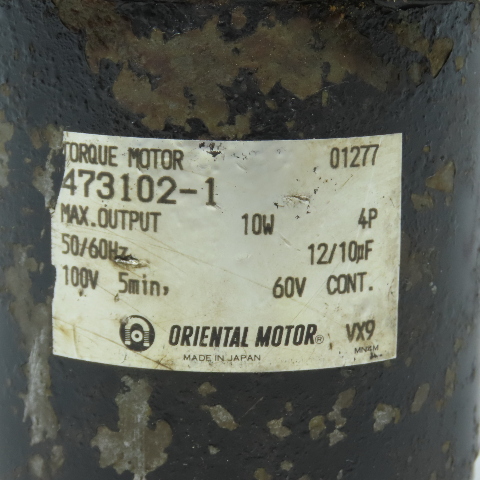 TORQUE MOTOR 01277
473102-1
MAX.OUTPUT 10W 4P
50/60Hz 12/10µF
100V 5min, 60V CONT.
ORIENTAL MOTOR® VX9
MADE IN JAPAN MNAM